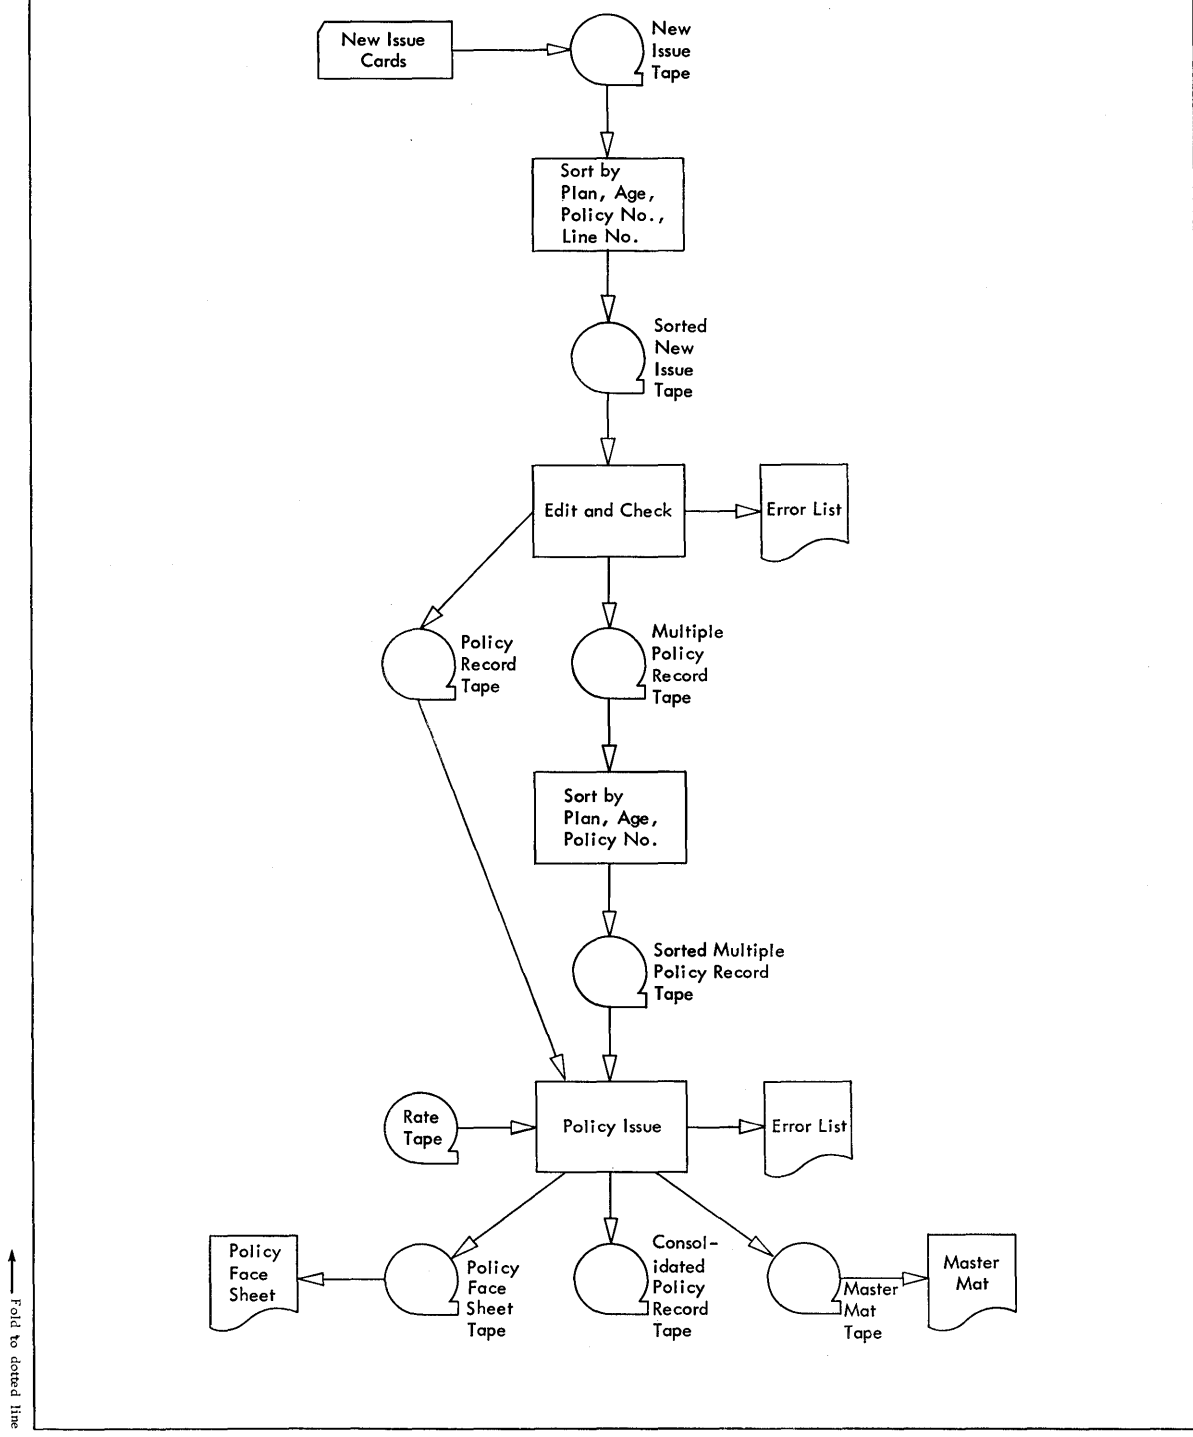 New Issue
Cards
New
Issue
Tape
Sort by
Plan, Age,
Policy No.,
Line No.
Sorted
New
Issue
Tape
Edit and Check
Error List
Policy
Record
Tape
Multiple
Policy
Record
Tape
Sort by
Plan, Age,
Policy No.
Sorted Multiple
Policy Record
Tape
Rate
Tape
Policy Issue
Error List
Policy
Face
Sheet
Policy
Face
Sheet
Tape
Consol-
idated
Policy
Record
Tape
Master
Mat
Tape
Master
Mat
Fold to dotted line